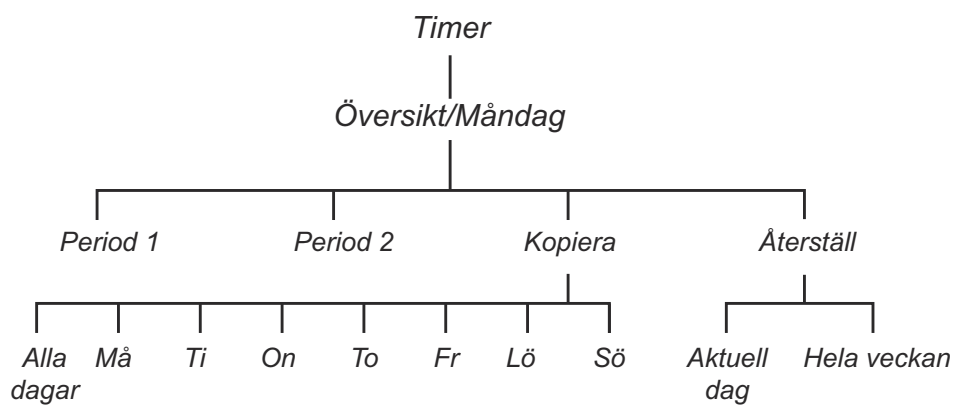 Timer
Översikt/Måndag
Period 1 Period 2 Kopiera Återställ
Alla Må Ti On To Fr Lö Sö Aktuell Hela veckan
dagar dag